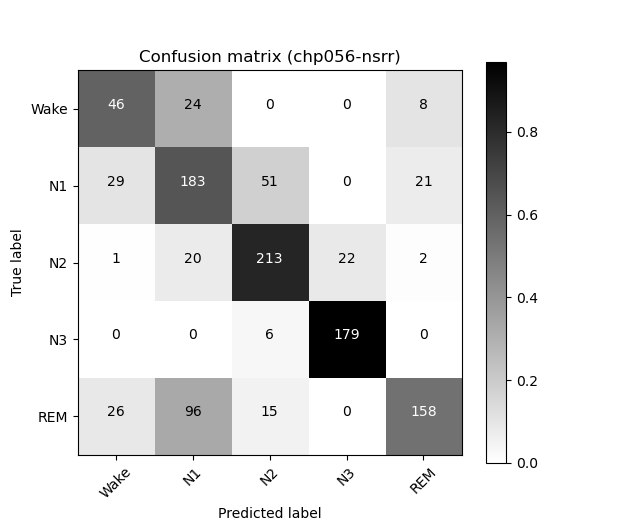 Confusion matrix (chp056-nsrr)
Wake 46 24 0 0 8
N1 29 183 51 0 21
N2 1 20 213 22 2
N3 0 0 6 179 0
REM 26 96 15 0 158
Wake N1 N2 N3 REM
Predicted label
True label
0.8
0.6
0.4
0.2
0.0